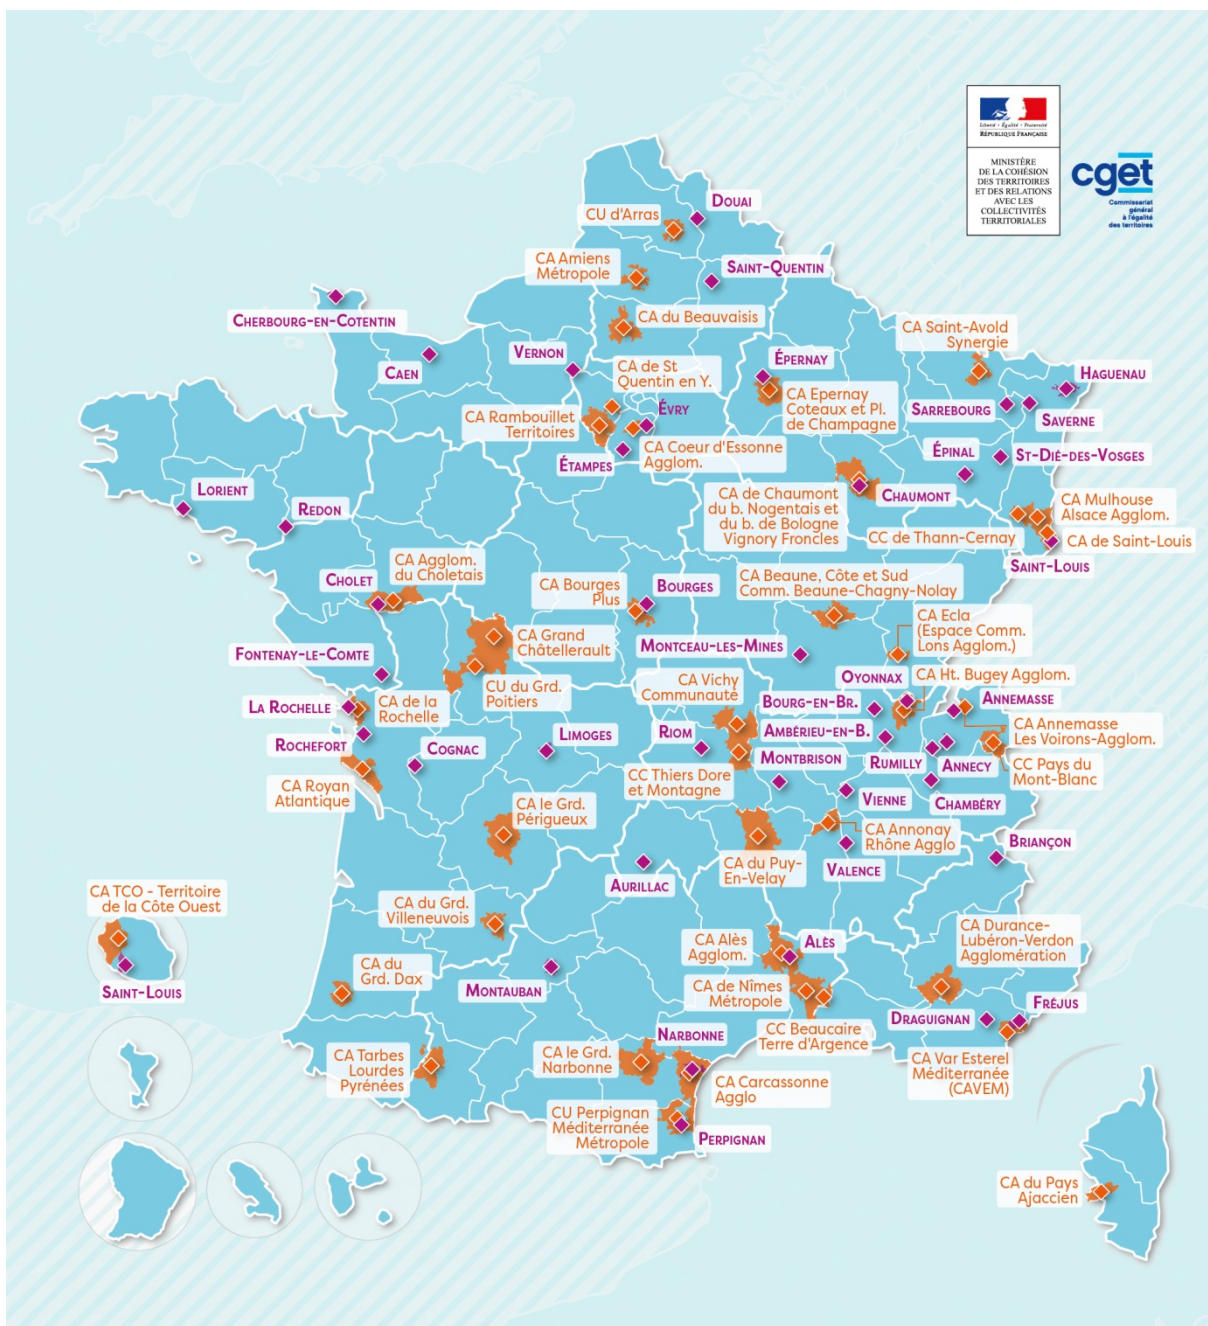 Liberté • Égalité • Fraternité
RÉPUBLIQUE FRANÇAISE
MINISTÈRE
DE LA COHÉSION
DES TERRITOIRES
ET DES RELATIONS
AVEC LES
COLLECTIVITÉS
TERRITORIALES
cget
Commissariat
général
à l'égalité
des territoires
DOUAI
CU d'Arras
CA Amiens
Métropole
SAINT-QUENTIN
CHERBOURG-EN-COTENTIN
CA du Beauvaisis
CA Saint-Avold
Synergie
VERNON
CAEN
CA de St
Quentin en Y.
ÉPERNAY
HAGUENAU
CA Epernay
Coteaux et Pl.
de Champagne
SARREBOURG
SAVERNE
CA Rambouillet
Territoires
ÉVRY
CA Coeur d'Essonne
Agglom.
ÉTAMPES
ÉPINAL
ST-DIÉ-DES-VOSGES
LORIENT
REDON
CA de Chaumont
du b. Nogentais et
du b. de Bologne
Vignory Froncles
CHAUMONT
CA Mulhouse
Alsace Agglom.
CC de Thann-Cernay
CA de Saint-Louis
SAINT-LOUIS
CA Agglom.
du Choletais
CHOLET
CA Bourges
Plus
BOURGES
CA Beaune, Côte et Sud
Comm. Beaune-Chagny-Nolay
CA Ecla
(Espace Comm.
Lons Agglom.)
CA Grand
Châtellerault
MONTCEAU-LES-MINES
FONTENAY-LE-COMTE
CU du Grd.
Poitiers
CA Vichy
Communauté
OYONNAX
CA Ht. Bugey Agglom.
BOURG-EN-BR.
ANNEMASSE
LA ROCHELLE
CA de la
Rochelle
CA Annemasse
Les Voirons-Agglom.
ROCHEFORT
COGNAC
LIMOGES
RIOM
AMBÉRIEU-EN-B.
MONTBRISON
RUMILLY
ANNECY
CC Pays du
Mont-Blanc
CA Royan
Atlantique
CC Thiers Dore
et Montagne
VIENNE
CHAMBÉRY
CA le Grd.
Périgueux
CA Annonay
Rhône Agglo
BRIANÇON
CA du Puy-
En-Velay
VALENCE
AURILLAC
CA TCO - Territoire
de la Côte Ouest
SAINT-LOUIS
CA du Grd.
Villeneuvois
CA Alès
Agglom.
ALÈS
CA Durance-
Lubéron-Verdon
Agglomération
CA du
Grd. Dax
MONTAUBAN
CA de Nîmes
Métropole
CC Beaucaire
Terre d'Argence
DRAGUIGNAN
FRÉJUS
CA Var Esterel
Méditerranée
(CAVEM)
CA Tarbes
Lourdes
Pyrénées
CA le Grd.
Narbonne
NARBONNE
CA Carcassonne
Agglo
CU Perpignan
Méditerranée
Métropole
PERPIGNAN
CA du Pays
Ajaccien